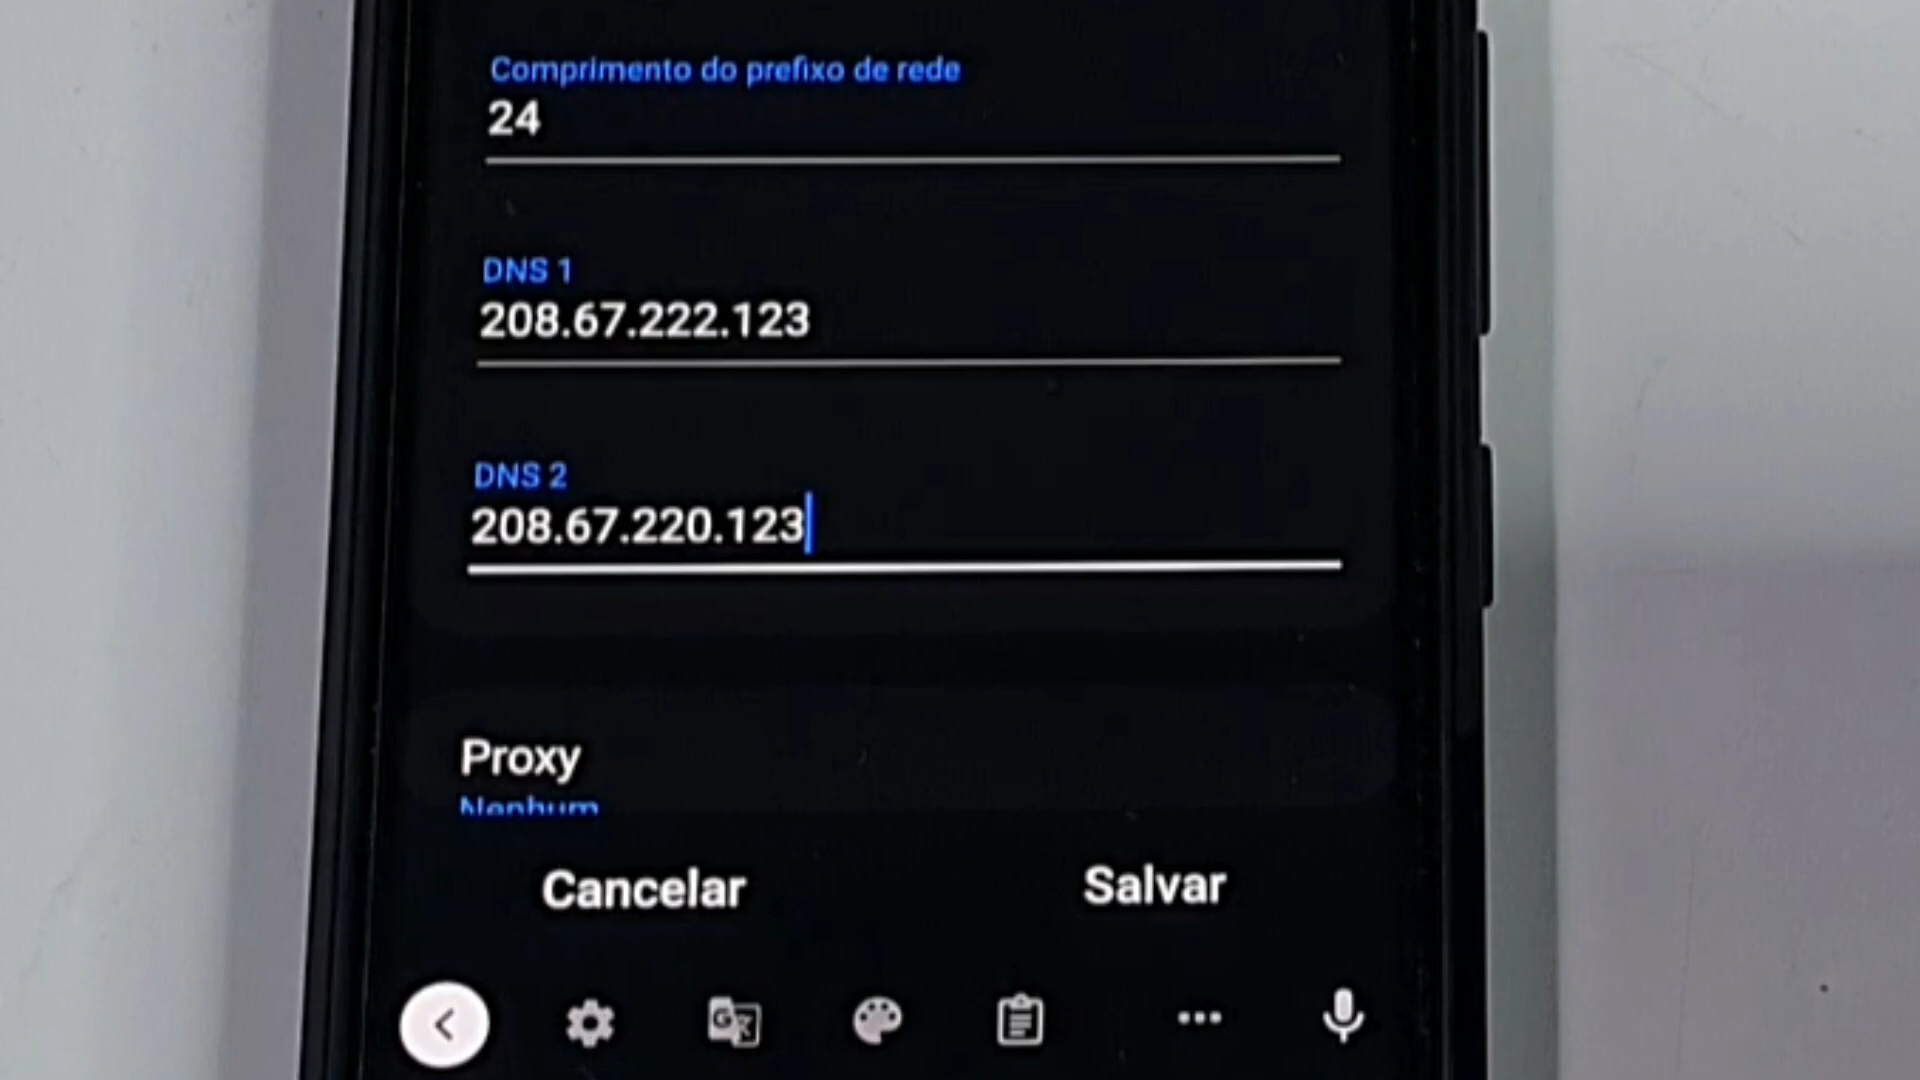 Comprimento do prefixo de rede
24
DNS 1
208.67.222.123
DNS 2
208.67.220.123
Proxy
Nenhum
Cancelar
Salvar